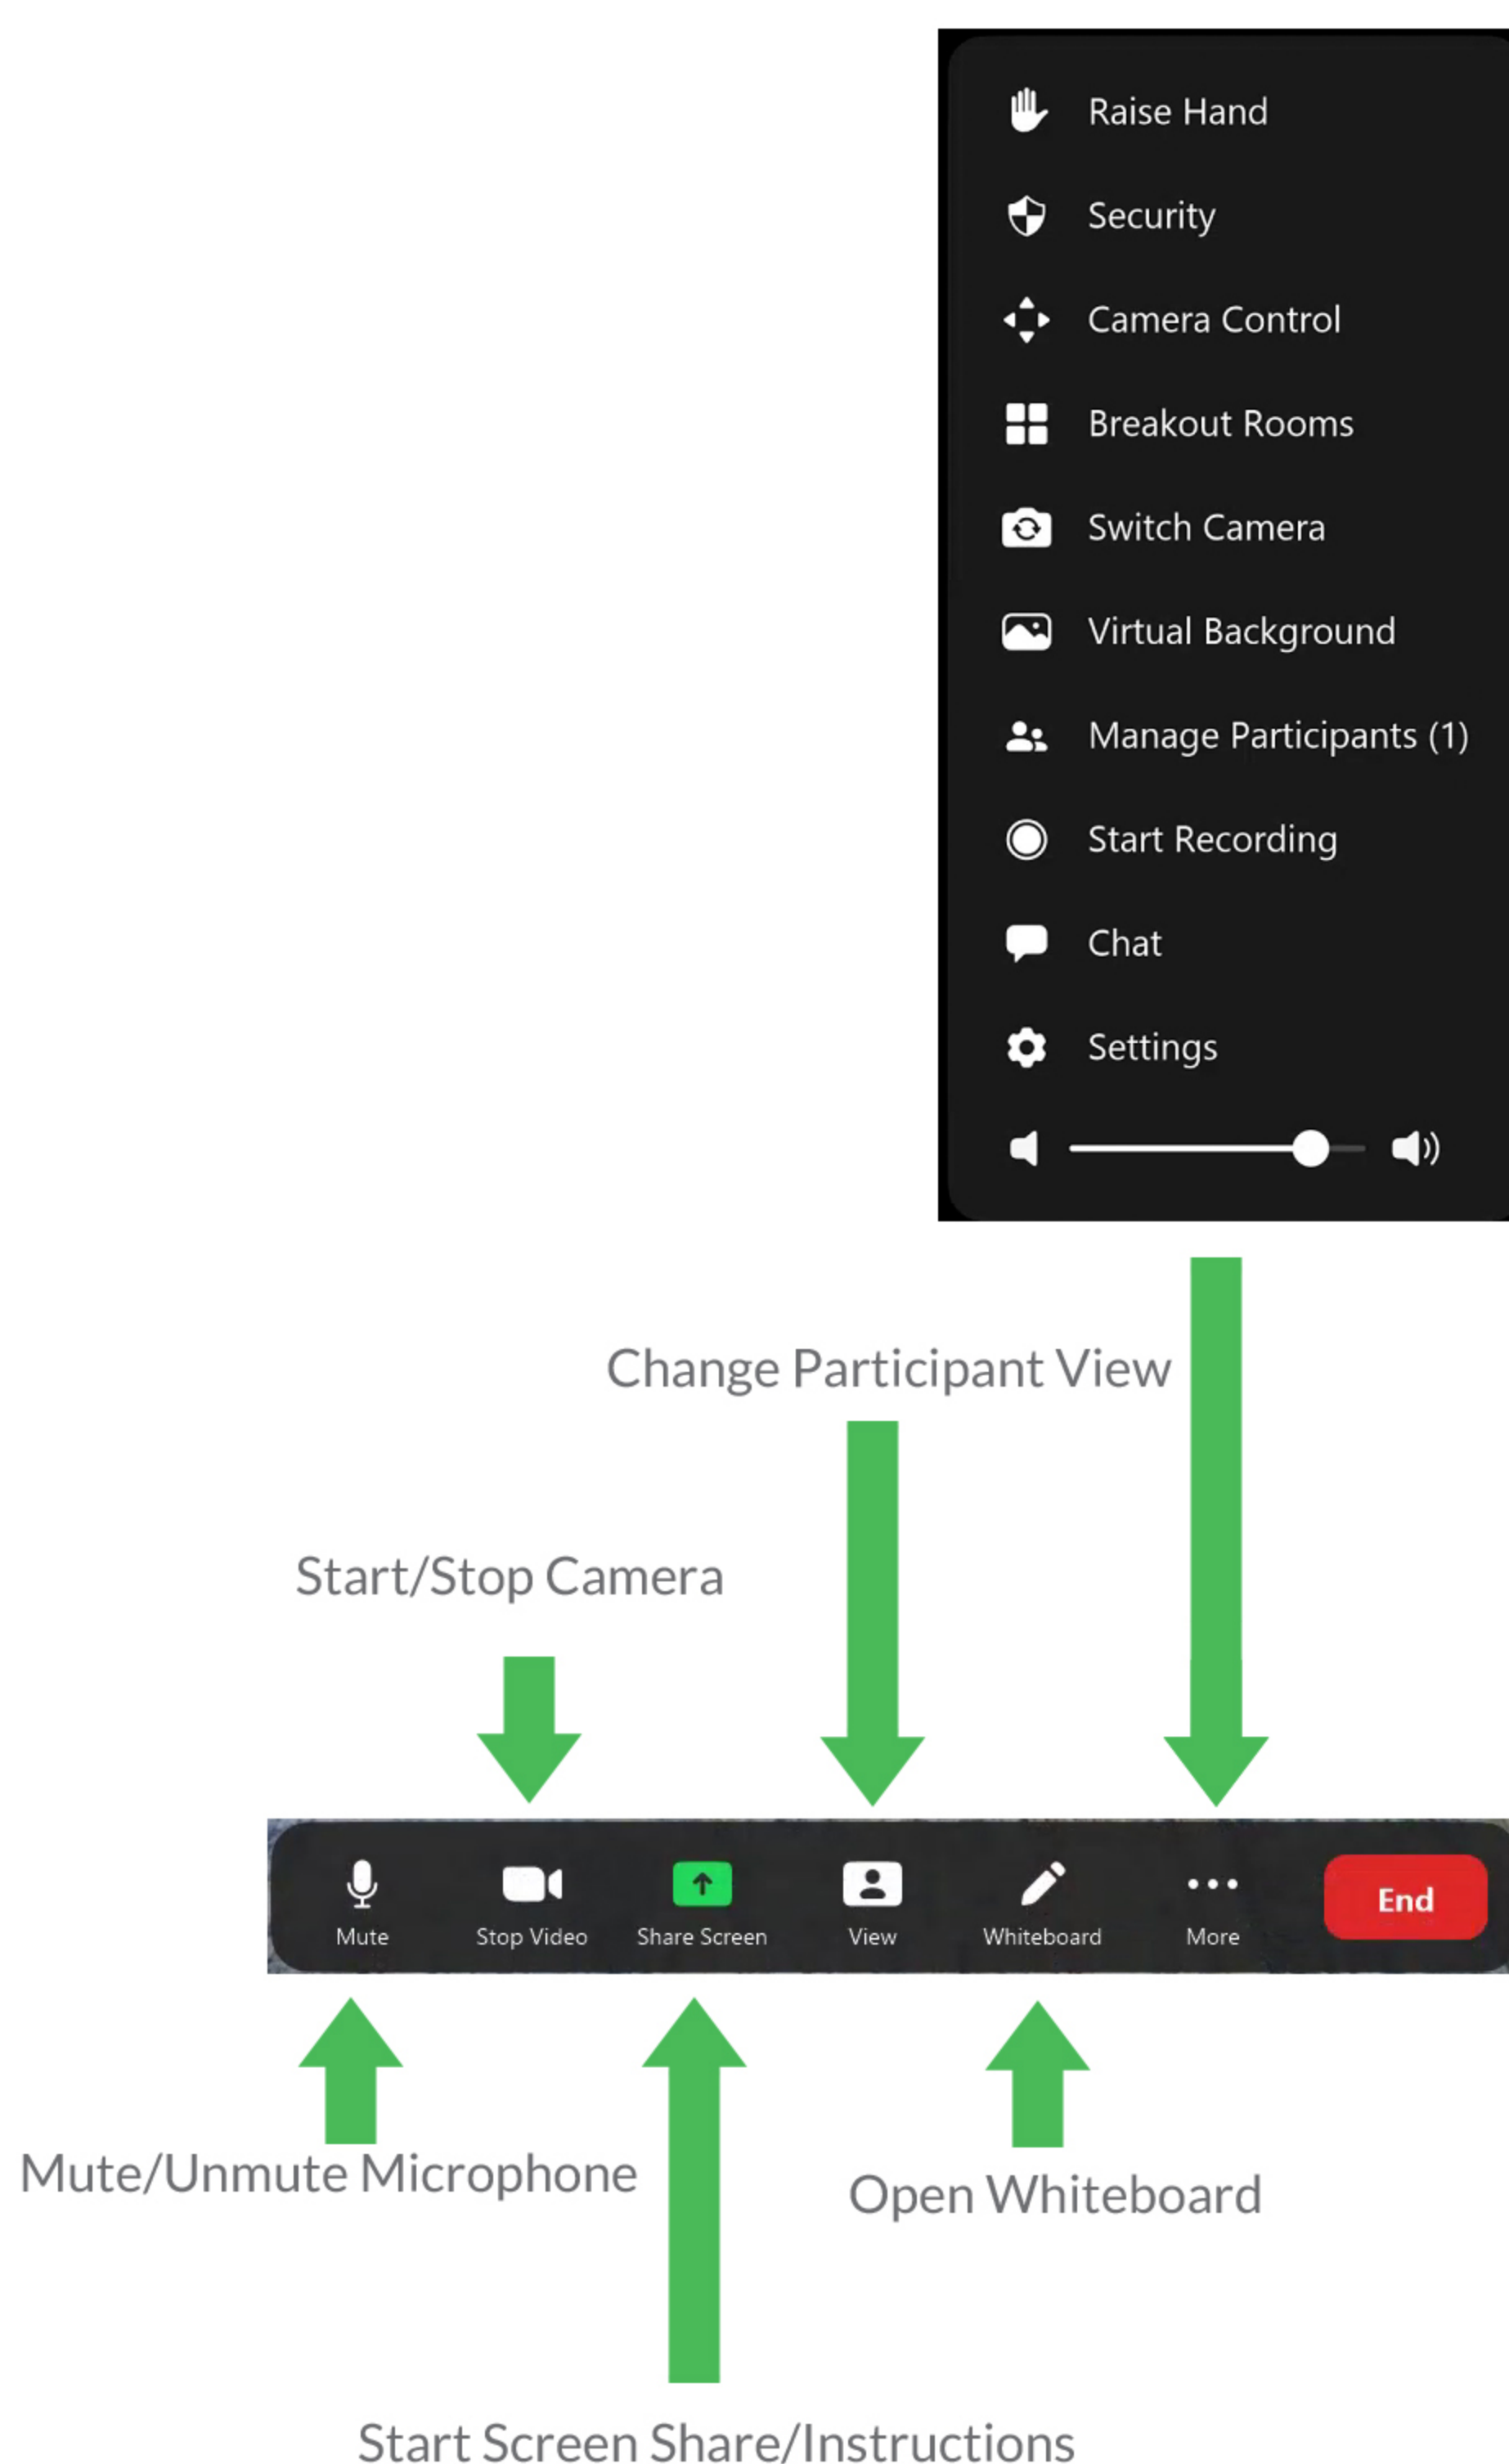 Raise Hand
Security
Camera Control
Breakout Rooms
Switch Camera
Virtual Background
Manage Participants (1)
Start Recording
Chat
Settings
Change Participant View
Start/Stop Camera
Mute
Stop Video
Share Screen
View
Whiteboard
More
End
Mute/Unmute Microphone
Open Whiteboard
Start Screen Share/Instructions